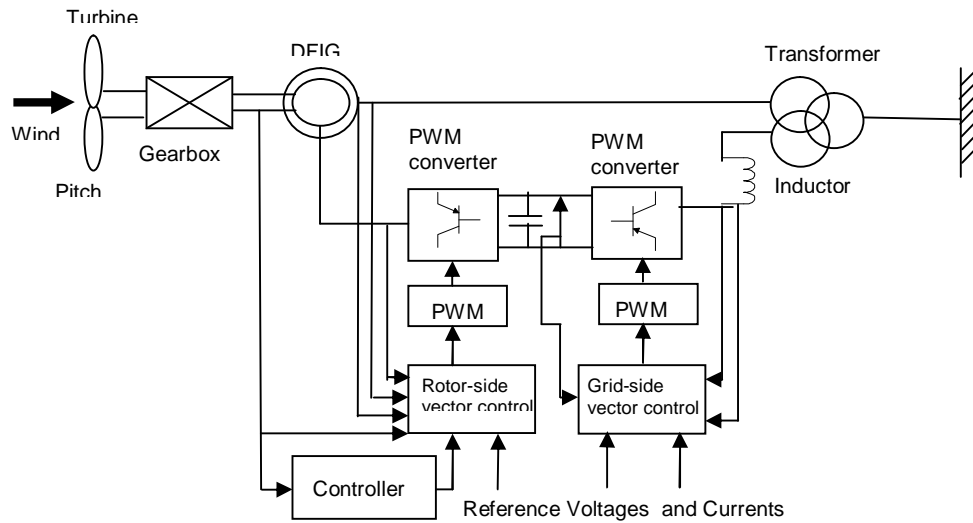 Turbine
DFIG
Transformer
Wind
Gearbox
PWM
converter
PWM
converter
Pitch
Inductor
PWM
PWM
Rotor-side
vector control
Grid-side
vector control
Controller
Reference Voltages and Currents